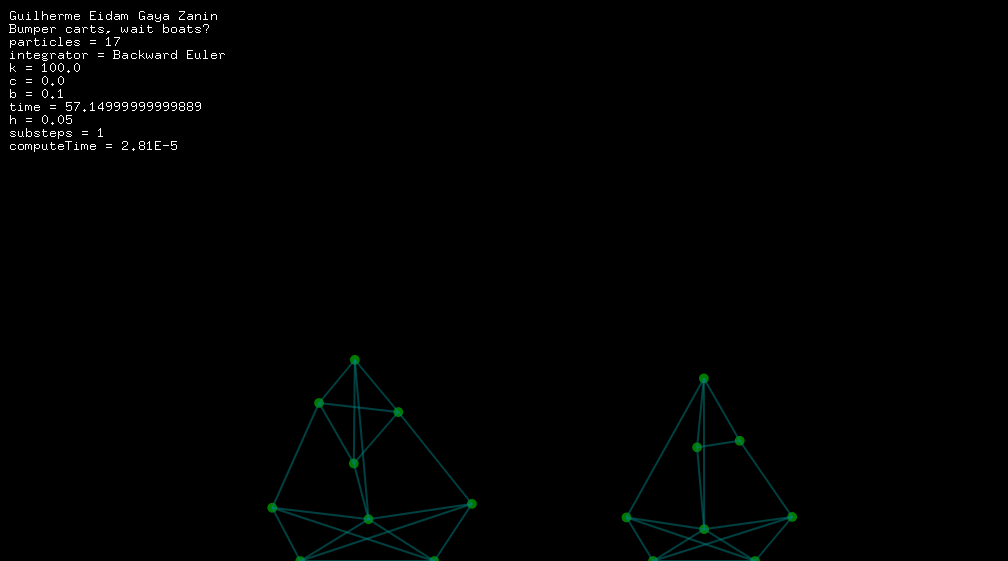 Guilherme Eidam Gaya Zanin
Bumper carts, wait boats?
particles = 17
integrator = Backward Euler
k = 100.0
c = 0.0
b = 0.1
time = 57.14999999999889
h = 0.05
substeps = 1
computeTime = 2.81E-5